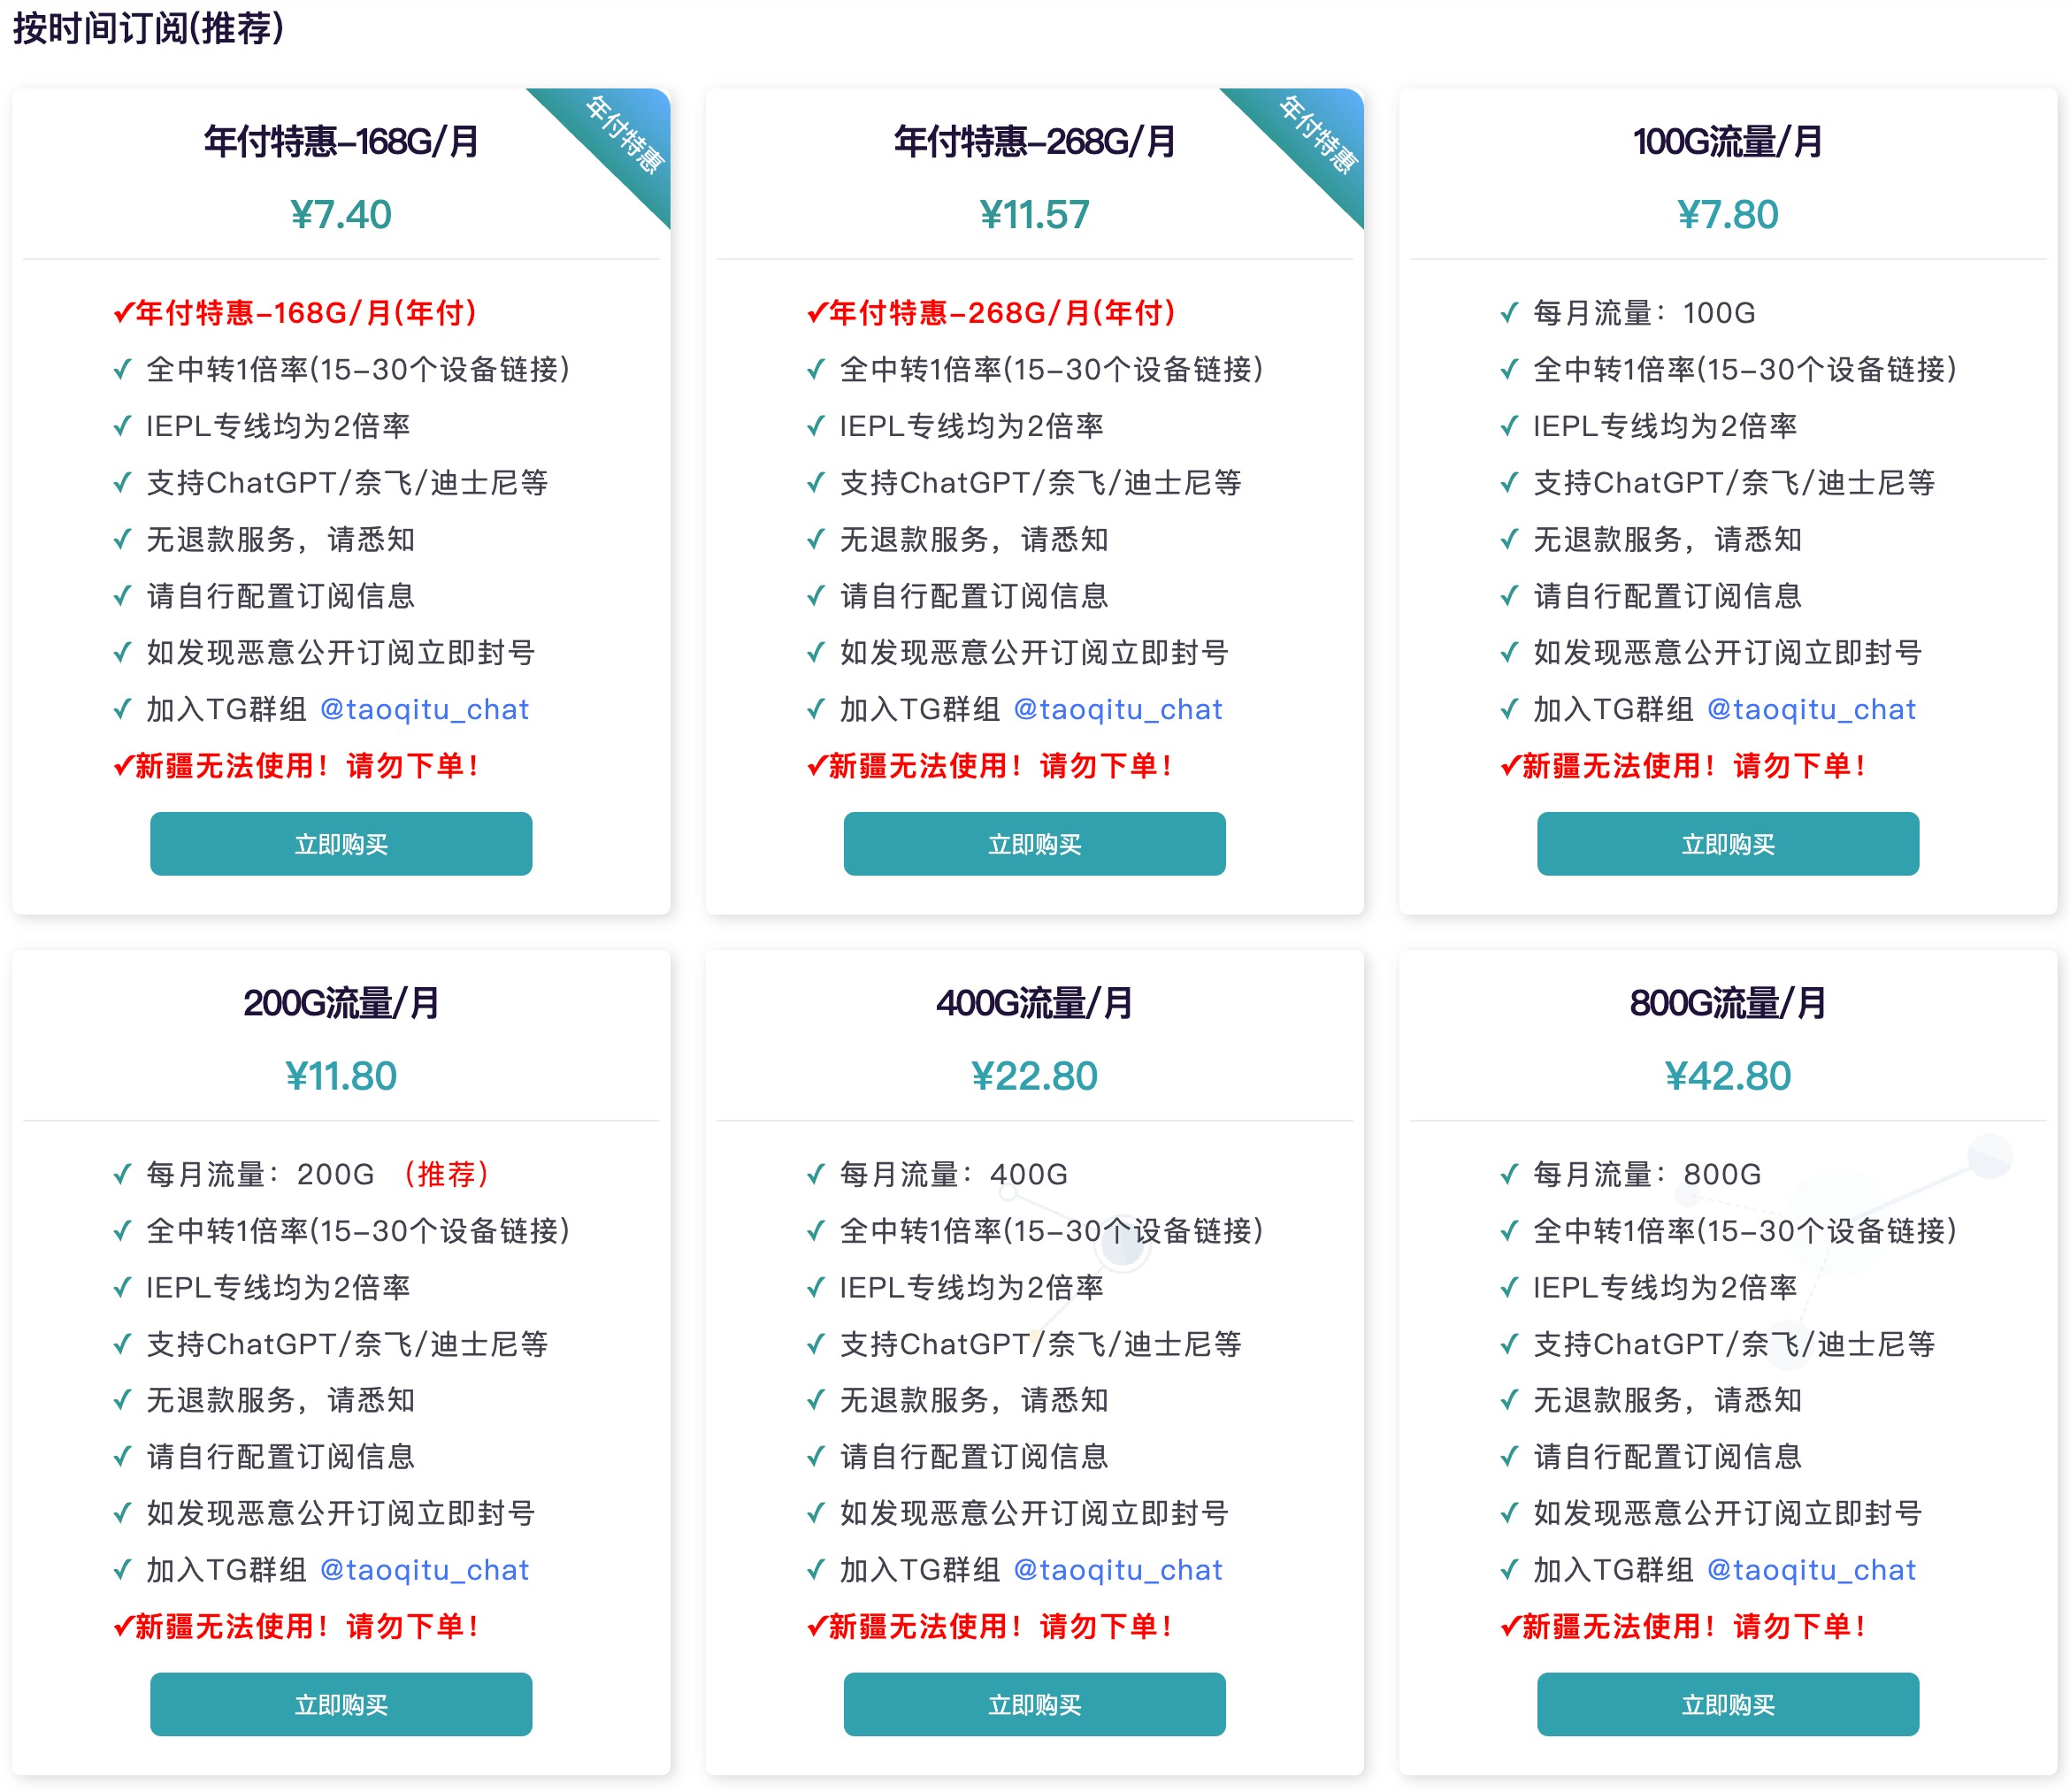 按时间订阅(推荐)
年付特惠
年付特惠-168G/月
¥7.40
✓年付特惠-168G/月(年付)
✓ 全中转1倍率(15-30个设备链接)
✓ IEPL专线均为2倍率
✓ 支持ChatGPT/奈飞/迪士尼等
✓ 无退款服务，请悉知
✓ 请自行配置订阅信息
✓ 如发现恶意公开订阅立即封号
✓ 加入TG群组 @taoqitu_chat
✓新疆无法使用！请勿下单！
立即购买
年付特惠
年付特惠-268G/月
¥11.57
✓年付特惠-268G/月(年付)
✓ 全中转1倍率(15-30个设备链接)
✓ IEPL专线均为2倍率
✓ 支持ChatGPT/奈飞/迪士尼等
✓ 无退款服务，请悉知
✓ 请自行配置订阅信息
✓ 如发现恶意公开订阅立即封号
✓ 加入TG群组 @taoqitu_chat
✓新疆无法使用！请勿下单！
立即购买
100G流量/月
¥7.80
✓ 每月流量：100G
✓ 全中转1倍率(15-30个设备链接)
✓ IEPL专线均为2倍率
✓ 支持ChatGPT/奈飞/迪士尼等
✓ 无退款服务，请悉知
✓ 请自行配置订阅信息
✓ 如发现恶意公开订阅立即封号
✓ 加入TG群组 @taoqitu_chat
✓新疆无法使用！请勿下单！
立即购买
200G流量/月
¥11.80
✓ 每月流量：200G （推荐）
✓ 全中转1倍率(15-30个设备链接)
✓ IEPL专线均为2倍率
✓ 支持ChatGPT/奈飞/迪士尼等
✓ 无退款服务，请悉知
✓ 请自行配置订阅信息
✓ 如发现恶意公开订阅立即封号
✓ 加入TG群组 @taoqitu_chat
✓新疆无法使用！请勿下单！
立即购买
400G流量/月
¥22.80
✓ 每月流量：400G
✓ 全中转1倍率(15-30个设备链接)
✓ IEPL专线均为2倍率
✓ 支持ChatGPT/奈飞/迪士尼等
✓ 无退款服务，请悉知
✓ 请自行配置订阅信息
✓ 如发现恶意公开订阅立即封号
✓ 加入TG群组 @taoqitu_chat
✓新疆无法使用！请勿下单！
立即购买
800G流量/月
¥42.80
✓ 每月流量：800G
✓ 全中转1倍率(15-30个设备链接)
✓ IEPL专线均为2倍率
✓ 支持ChatGPT/奈飞/迪士尼等
✓ 无退款服务，请悉知
✓ 请自行配置订阅信息
✓ 如发现恶意公开订阅立即封号
✓ 加入TG群组 @taoqitu_chat
✓新疆无法使用！请勿下单！
立即购买